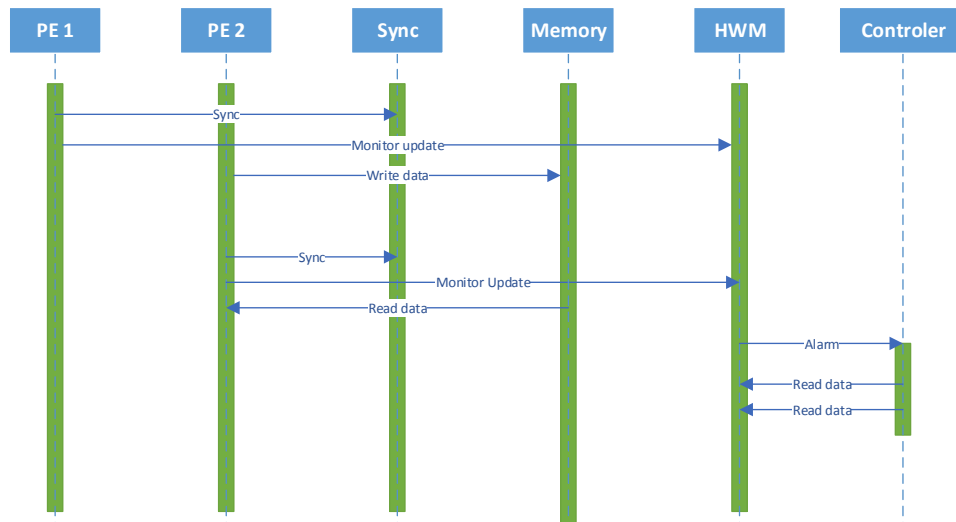 PE 1
PE 2
Sync
Memory
HWM
Controler
Sync
Monitor update
Write data
Sync
Monitor Update
Read data
Alarm
Read data
Read data